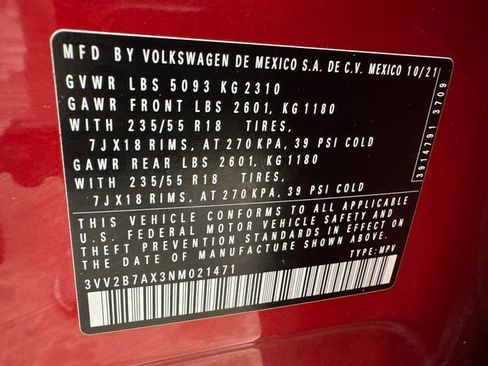 MFD BY VOLKSWAGEN DE MEXICO S.A. DE C.V. MEXICO 10/21
GVWR LBS 5093 KG 2310
GAWR FRONT LBS 2601, KG 1180
WITH 235/55 R18 TIRES,
7JX18 RIMS, AT 270 KPA, 39 PSI COLD
GAWR REAR LBS 2601, KG 1180
WITH 235/55 R18 TIRES,
7JX18 RIMS, AT 270 KPA, 39 PSI COLD
THIS VEHICLE CONFORMS TO ALL APPLICABLE
U.S. FEDERAL MOTOR VEHICLE SAFETY AND
THEFT PREVENTION STANDARDS IN EFFECT ON
THE DATE OF MANUFACTURE SHOWN ABOVE.
3VV2B7AX3NM021471 TYPE: MPV
3914791 3709